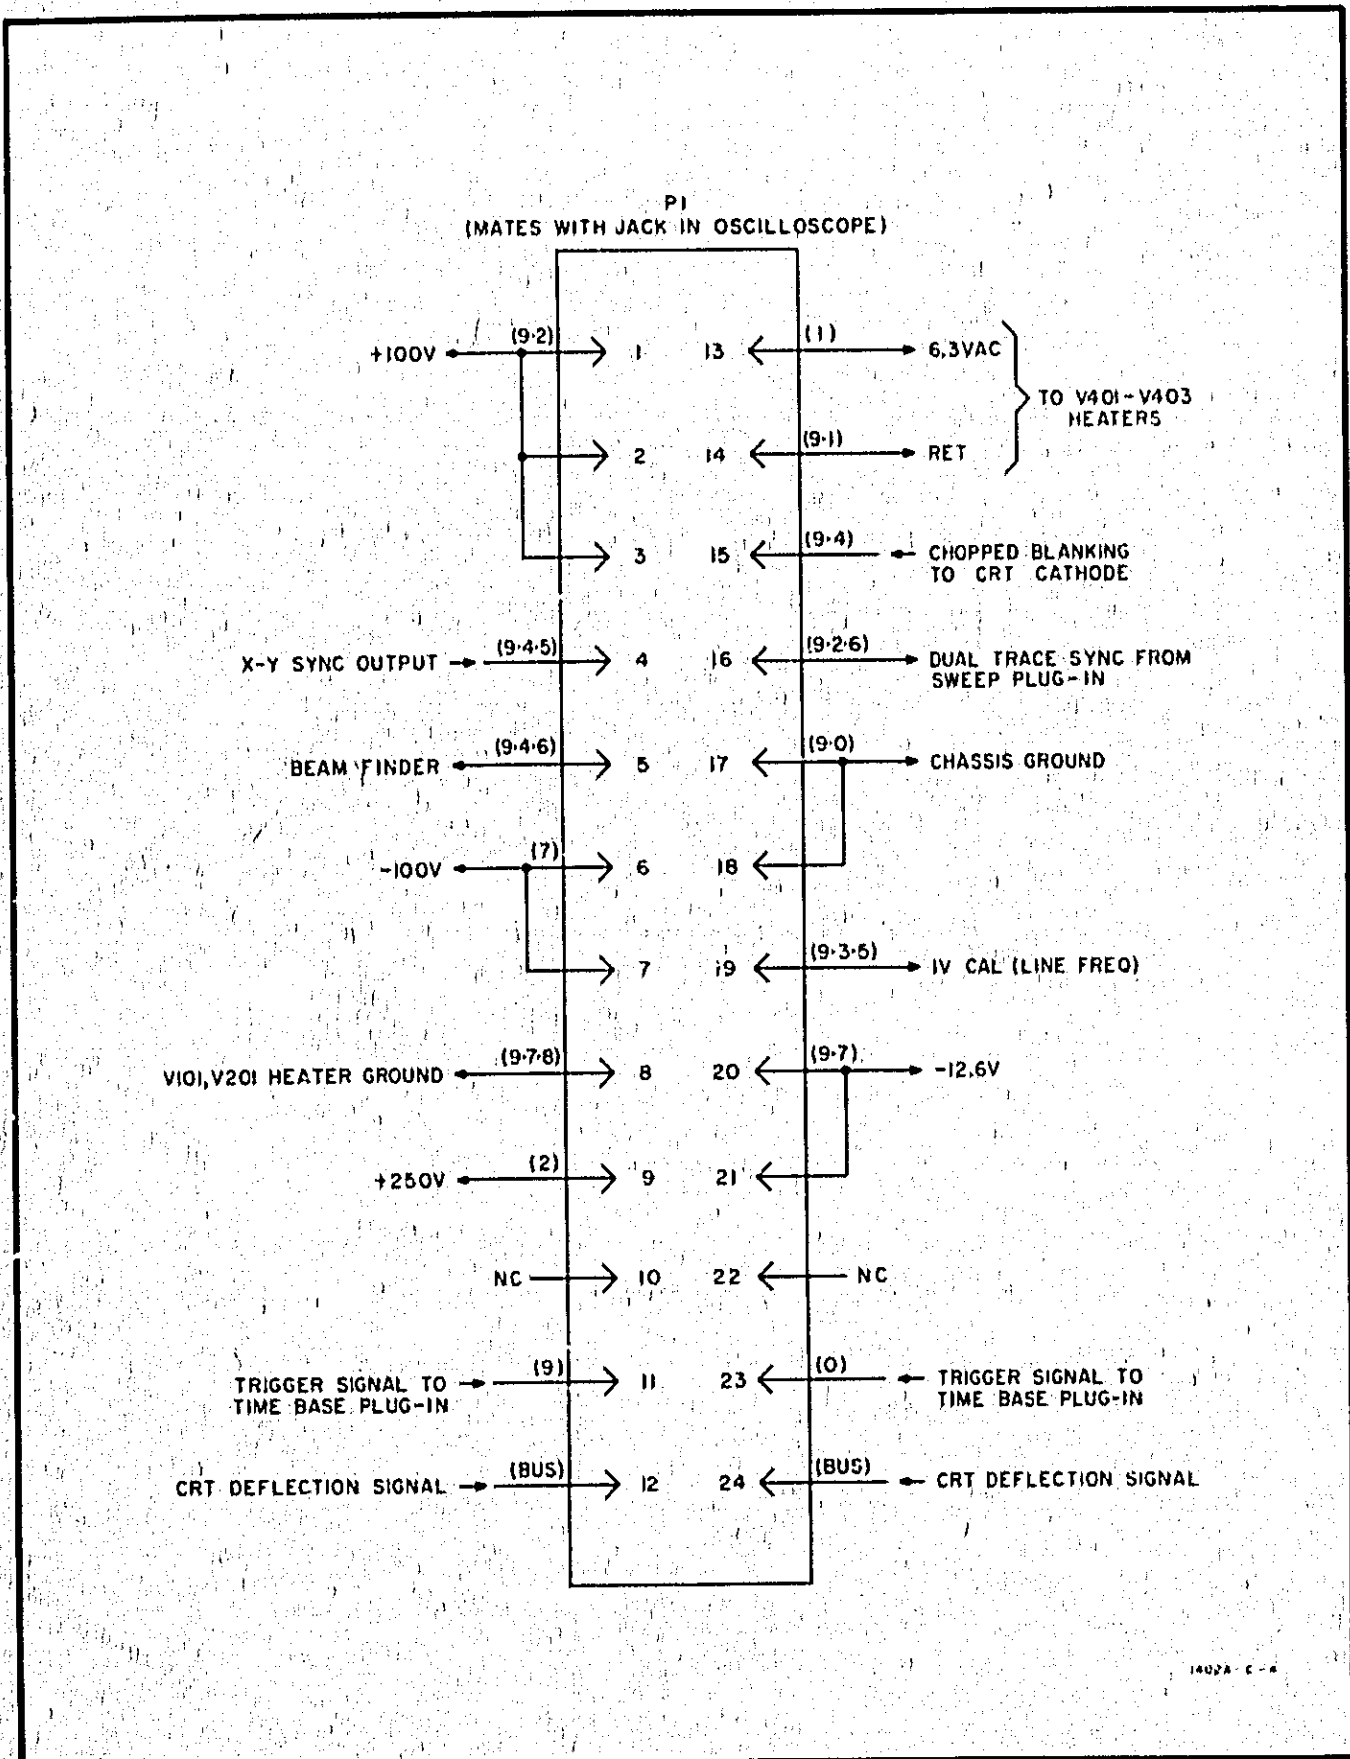 P1
(MATES WITH JACK IN OSCILLOSCOPE)
+100V (9·2) 1 13 (1) 6.3VAC
TO V401-V403
HEATERS
2 14 (9·1) RET
3 15 (9·4) CHOPPED BLANKING
TO CRT CATHODE
X-Y SYNC OUTPUT (9·4·5) 4 16 (9·2·6) DUAL TRACE SYNC FROM
SWEEP PLUG-IN
BEAM FINDER (9·4·6) 5 17 (9·0) CHASSIS GROUND
-100V (7) 6 18
7 19 (9·3·5) 1V CAL (LINE FREQ)
V101,V201 HEATER GROUND (9·7·8) 8 20 (9·7) -12.6V
+250V (2) 9 21
NC 10 22 NC
TRIGGER SIGNAL TO
TIME BASE PLUG-IN (9) 11 23 (0) TRIGGER SIGNAL TO
TIME BASE PLUG-IN
CRT DEFLECTION SIGNAL (BUS) 12 24 (BUS) CRT DEFLECTION SIGNAL